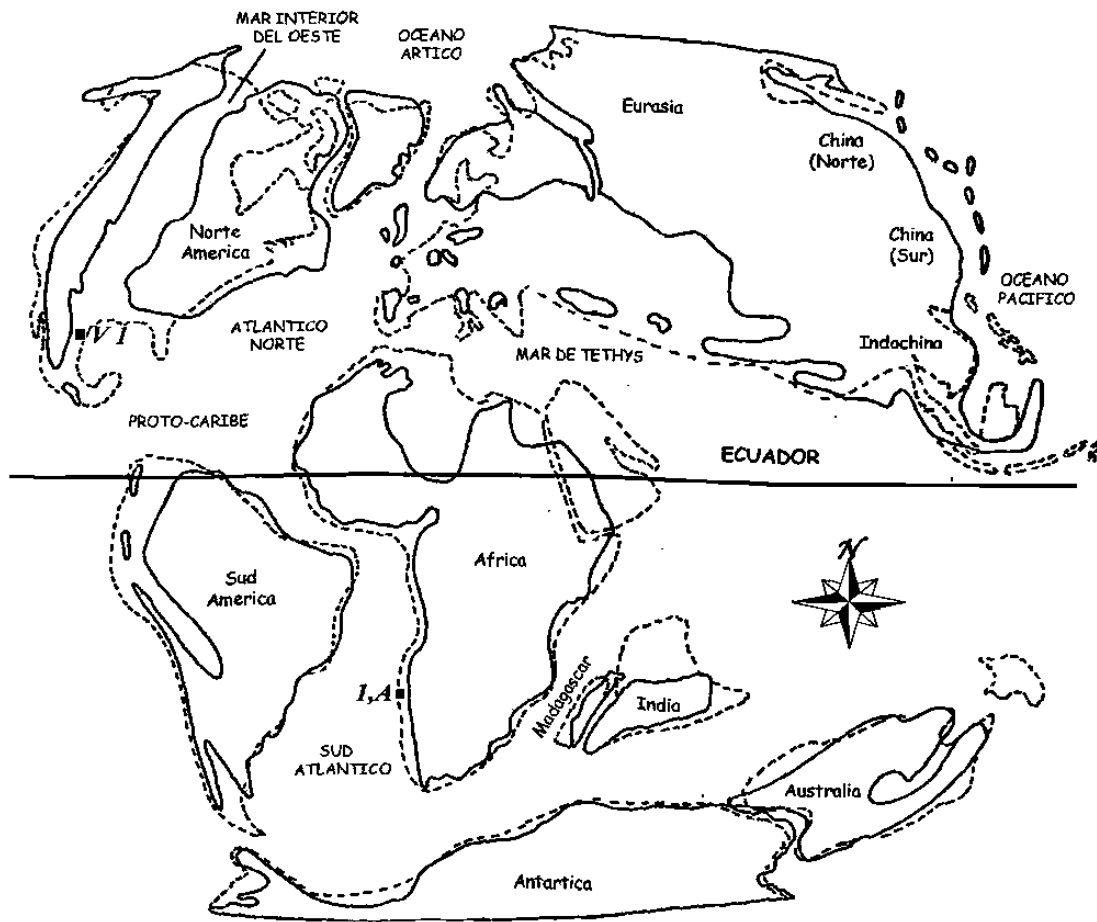 MAR INTERIOR
DEL OESTE
OCEANO
ARTICO
Eurasia
China
(Norte)
Norte
America
China
(Sur)
OCEANO
PACIFICO
V I
ATLANTICO
NORTE
MAR DE TETHYS
Indochina
PROTO-CARIBE
ECUADOR
N
Africa
Sud
America
1,A
Madagascar
India
SUD
ATLANTICO
Australia
Antartica